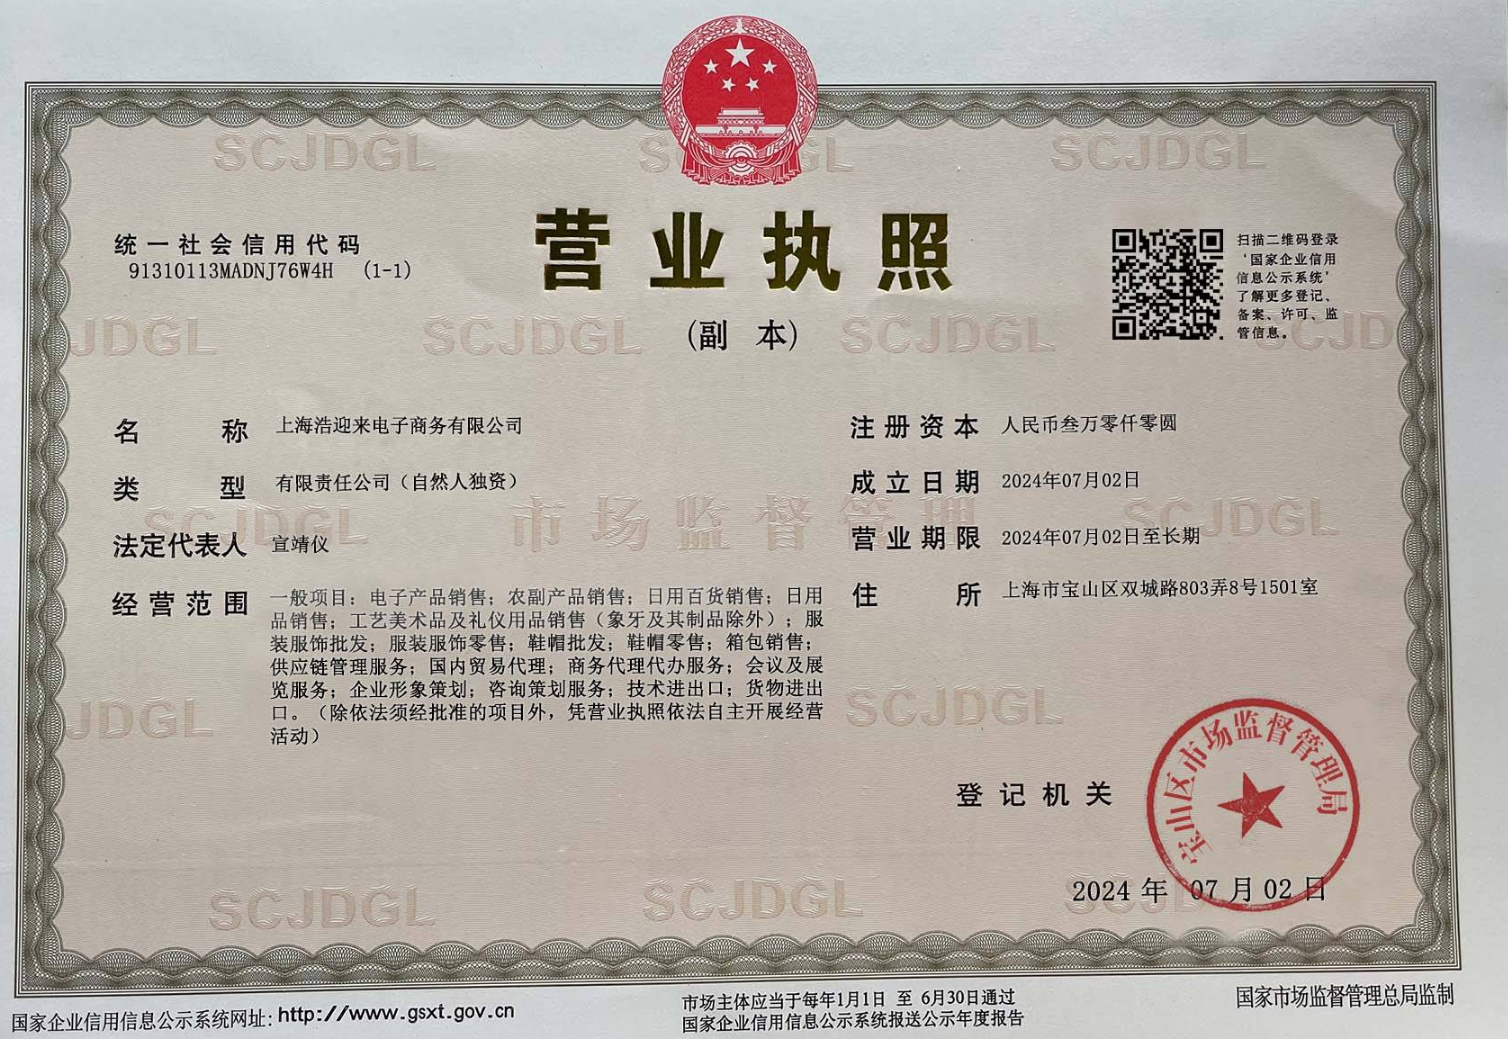 营业执照
(副 本)
统一社会信用代码
91310113MADNJ76W4H (1-1)
扫描二维码登录
‘国家企业信用
信息公示系统’
了解更多登记、
备案、许可、监
管信息。
名 称 上海浩迎来电子商务有限公司
类 型 有限责任公司（自然人独资）
法定代表人 宣靖仪
经营范围 一般项目：电子产品销售；农副产品销售；日用百货销售；日用
品销售；工艺美术品及礼仪用品销售（象牙及其制品除外）；服
装服饰批发；服装服饰零售；鞋帽批发；鞋帽零售；箱包销售；
供应链管理服务；国内贸易代理；商务代理代办服务；会议及展
览服务；企业形象策划；咨询策划服务；技术进出口；货物进出
口。（除依法须经批准的项目外，凭营业执照依法自主开展经营
活动）
注册资本 人民币叁万零仟零圆
成立日期 2024年07月02日
营业期限 2024年07月02日至长期
住 所 上海市宝山区双城路803弄8号1501室
登记机关
宝山区市场监督管理局
2024 年 07 月 02 日
SCJDGL
市场监督管理
国家企业信用信息公示系统网址: http://www.gsxt.gov.cn
市场主体应当于每年1月1日 至 6月30日通过
国家企业信用信息公示系统报送公示年度报告
国家市场监督管理总局监制